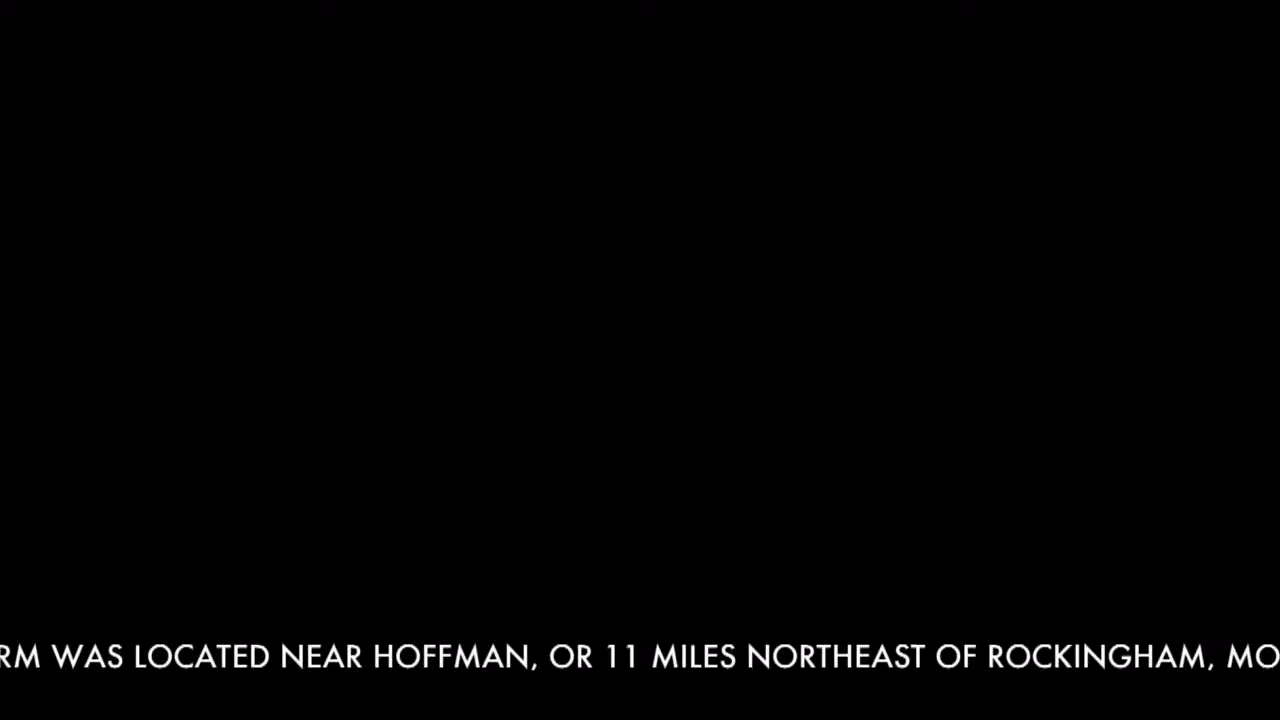 RM WAS LOCATED NEAR HOFFMAN, OR 11 MILES NORTHEAST OF ROCKINGHAM, MO